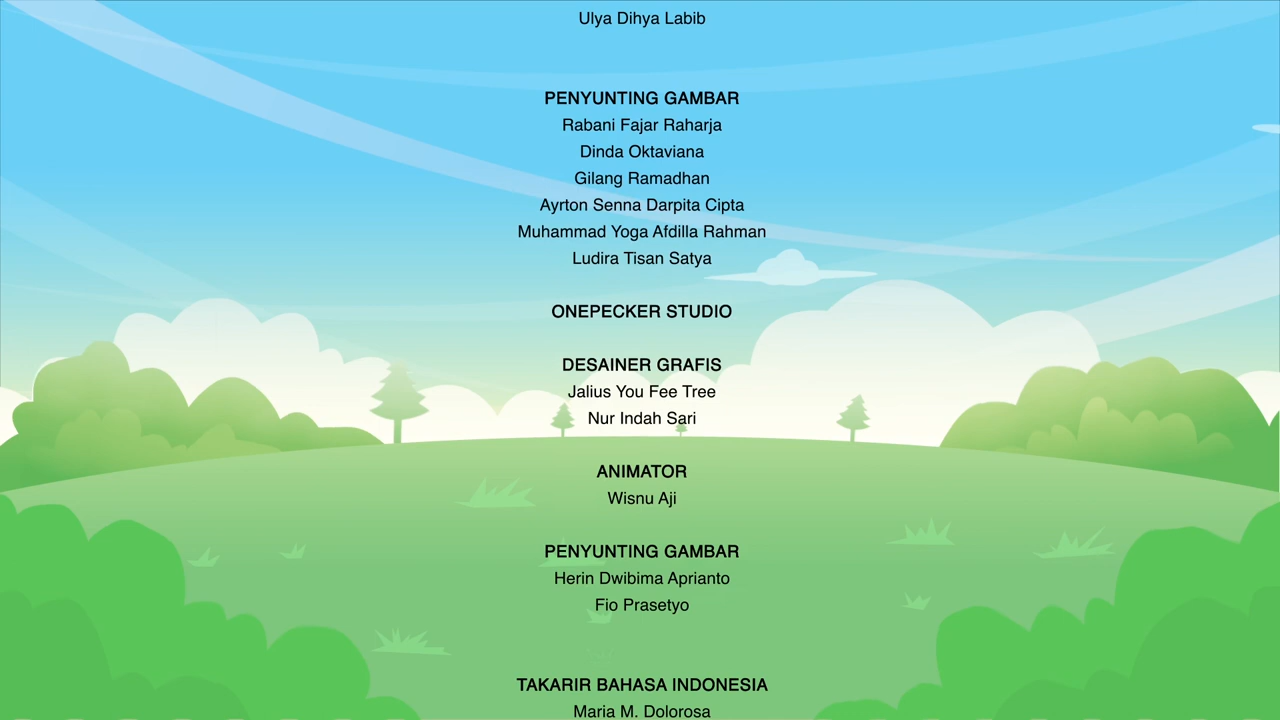 Ulya Dihya Labib
PENYUNTING GAMBAR
Rabani Fajar Raharja
Dinda Oktaviana
Gilang Ramadhan
Ayrton Senna Darpita Cipta
Muhammad Yoga Afdilla Rahman
Ludira Tisan Satya
ONEPECKER STUDIO
DESAINER GRAFIS
Jalius You Fee Tree
Nur Indah Sari
ANIMATOR
Wisnu Aji
PENYUNTING GAMBAR
Herin Dwibima Aprianto
Fio Prasetyo
TAKARIR BAHASA INDONESIA
Maria M. Dolorosa